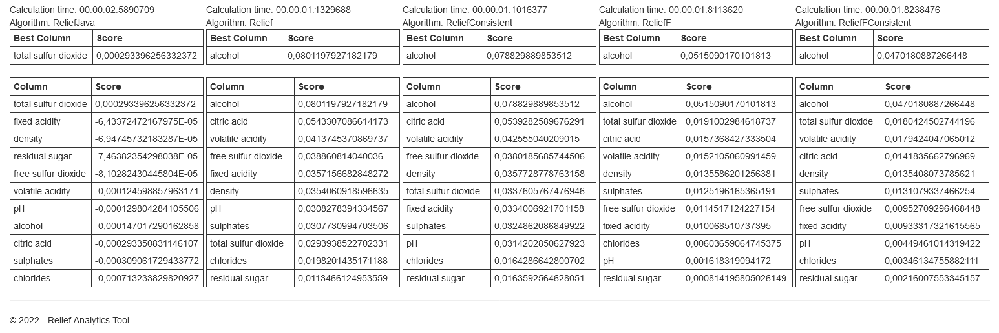 Calculation time: 00:00:02.5890709 Calculation time: 00:00:01.1329688 Calculation time: 00:00:01.1016377 Calculation time: 00:00:01.8113620 Calculation time: 00:00:01.8238476
Algorithm: ReliefJava Algorithm: Relief Algorithm: ReliefConsistent Algorithm: ReliefF Algorithm: ReliefFConsistent
Best Column Score Best Column Score Best Column Score Best Column Score Best Column Score
total sulfur dioxide 0,000293396256332372 alcohol 0,0801197927182179 alcohol 0,078829889853512 alcohol 0,0515090170101813 alcohol 0,0470180887266448
Column Score Column Score Column Score Column Score Column Score
total sulfur dioxide 0,000293396256332372 alcohol 0,0801197927182179 alcohol 0,078829889853512 alcohol 0,0515090170101813 alcohol 0,0470180887266448
fixed acidity -6,43372472167975E-05 citric acid 0,0543307086614173 citric acid 0,0539282589676291 total sulfur dioxide 0,0191002984618737 total sulfur dioxide 0,0180424502744196
density -6,94745732183287E-05 volatile acidity 0,0413745370869737 volatile acidity 0,042555040209015 citric acid 0,0157368427333504 volatile acidity 0,0179424047065012
residual sugar -7,46382354298038E-05 free sulfur dioxide 0,038860814040036 free sulfur dioxide 0,0380185685744506 volatile acidity 0,0152105060991459 citric acid 0,0141835662796969
free sulfur dioxide -8,10282430445804E-05 fixed acidity 0,0357156682848272 density 0,0357728778763158 density 0,0135586201256381 density 0,0135408073785621
volatile acidity -0,000124598857963171 density 0,0354060918596635 total sulfur dioxide 0,0337605767476946 sulphates 0,0125196165365191 sulphates 0,0131079337466254
pH -0,000129804284105506 pH 0,0308278394334567 fixed acidity 0,0334006921701158 free sulfur dioxide 0,0114517124227154 free sulfur dioxide 0,00952709296468448
alcohol -0,000147017290162858 sulphates 0,0307730994703506 sulphates 0,0324862086849922 fixed acidity 0,010068510737395 fixed acidity 0,00933317321615565
citric acid -0,000293350831146107 total sulfur dioxide 0,0293938522702331 pH 0,0314202850627923 chlorides 0,00603659064745375 pH 0,00449461014319422
sulphates -0,000309061729433772 chlorides 0,0198201435171188 chlorides 0,0164286642800702 pH 0,001618319094172 chlorides 0,00346134755882111
chlorides -0,000713233829820927 residual sugar 0,0113466124953559 residual sugar 0,0163592564628051 residual sugar 0,000814195805026149 residual sugar 0,00216007553345157
© 2022 - Relief Analytics Tool